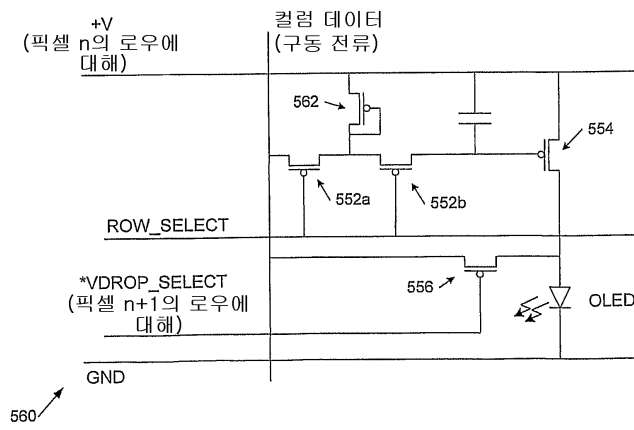 +V
(픽셀 n의 로우에
대해)
컬럼 데이터
(구동 전류)
562
554
552a
552b
ROW_SELECT
*VDROP_SELECT
(픽셀 n+1의 로우에
대해)
556
OLED
GND
560